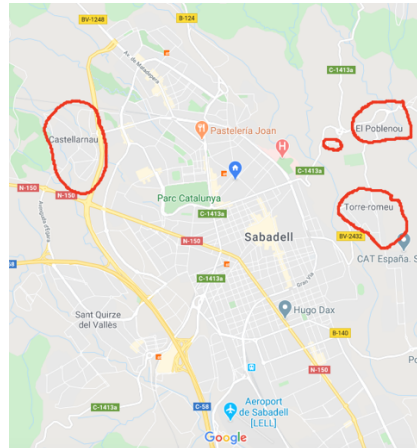 BV-1248
B-124
Av. de Matadepera
C-1413a
Pastelería Joan
El Poblenou
Castellarnau
H
N-150
Parc Catalunya
C-1413a
Torre-romeu
N-150
Sabadell
BV-2432
CAT España. S
C-58
C-1413a
Gran Via
Sant Quirze
del Vallès
Hugo Dax
B-140
N-150
Po
C-1413a
C-58
Aeroport
de Sabadell
[LELL]
Google